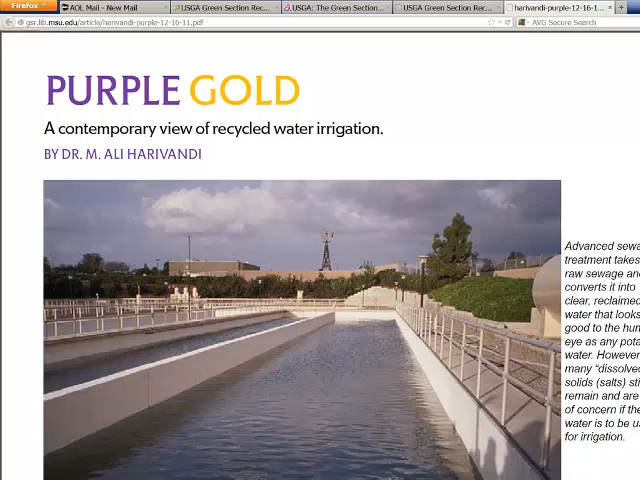 Firefox
AOL Mail - New Mail
USGA Green Section Rec...
USGA: The Green Section...
USGA Green Section Rec...
harivandi-purple-12-16-1...
gsr.lib.msu.edu/article/harivandi-purple-12-16-11.pdf
AVG Secure Search
PURPLE GOLD
A contemporary view of recycled water irrigation.
BY DR. M. ALI HARIVANDI
Advanced sewa
treatment takes
raw sewage and
converts it into
clear, reclaimed
water that looks
good to the hum
eye as any pota
water. However
many “dissolved
solids (salts) sti
remain and are
of concern if the
water is to be us
for irrigation.